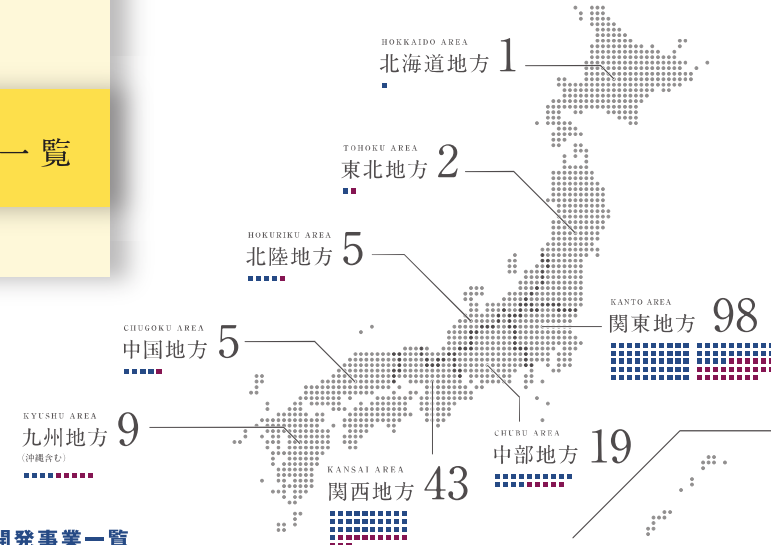 一覧
HOKKAIDO AREA
北海道地方 1
TOHOKU AREA
東北地方 2
HOKURIKU AREA
北陸地方 5
KANTO AREA
関東地方 98
CHUGOKU AREA
中国地方 5
KYUSHU AREA
九州地方 9
(沖縄含む)
CHUBU AREA
中部地方 19
KANSAI AREA
関西地方 43
開発事業一覧